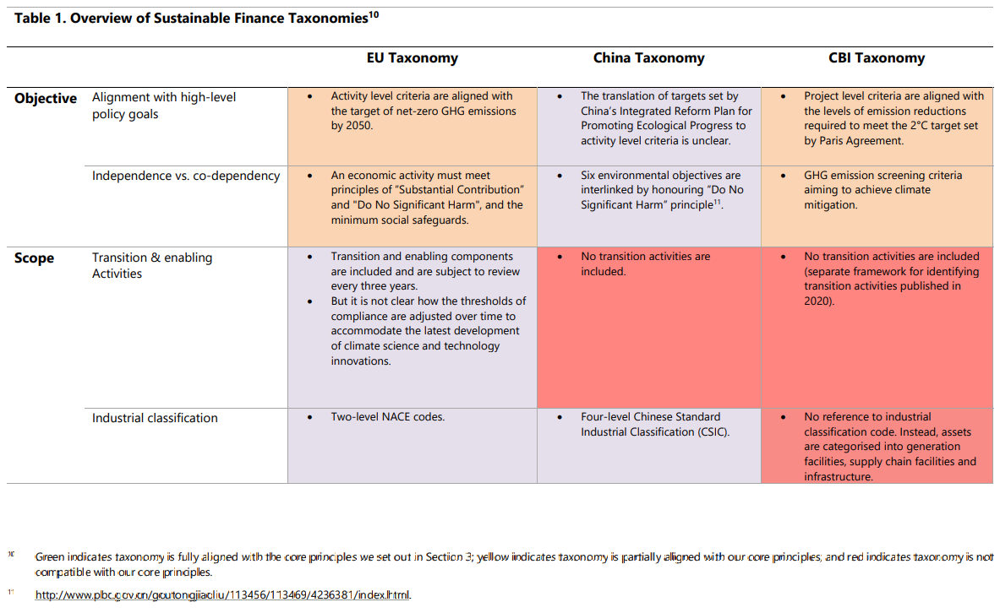 Table 1. Overview of Sustainable Finance Taxonomies10
EU Taxonomy
China Taxonomy
CBI Taxonomy
Objective
Alignment with high-level
policy goals
• Activity level criteria are aligned with
the target of net-zero GHG emissions
by 2050.
• The translation of targets set by
China's Integrated Reform Plan for
Promoting Ecological Progress to
activity level criteria is unclear.
• Project level criteria are aligned with
the levels of emission reductions
required to meet the 2°C target set
by Paris Agreement.
Independence vs. co-dependency
• An economic activity must meet
principles of "Substantial Contribution"
and "Do No Significant Harm", and the
minimum social safeguards.
• Six environmental objectives are
interlinked by honouring "Do No
Significant Harm" principle11.
• GHG emission screening criteria
aiming to achieve climate
mitigation.
Scope
Transition & enabling
Activities
• Transition and enabling components
are included and are subject to review
every three years.
• But it is not clear how the thresholds of
compliance are adjusted over time to
accommodate the latest development
of climate science and technology
innovations.
• No transition activities are
included.
• No transition activities are included
(separate framework for identifying
transition activities published in
2020).
Industrial classification
• Two-level NACE codes.
• Four-level Chinese Standard
Industrial Classification (CSIC).
• No reference to industrial
classification code. Instead, assets
are categorised into generation
facilities, supply chain facilities and
infrastructure.
10 Green indicates taxonomy is fully aligned with the core principles we set out in Section 3; yellow indicates taxonomy is partially aligned with our core principles; and red indicates taxonomy is not
compatible with our core principles.
11 http://www.pbc.gov.cn/goutongjiaoliu/113456/113469/4236381/index.html.